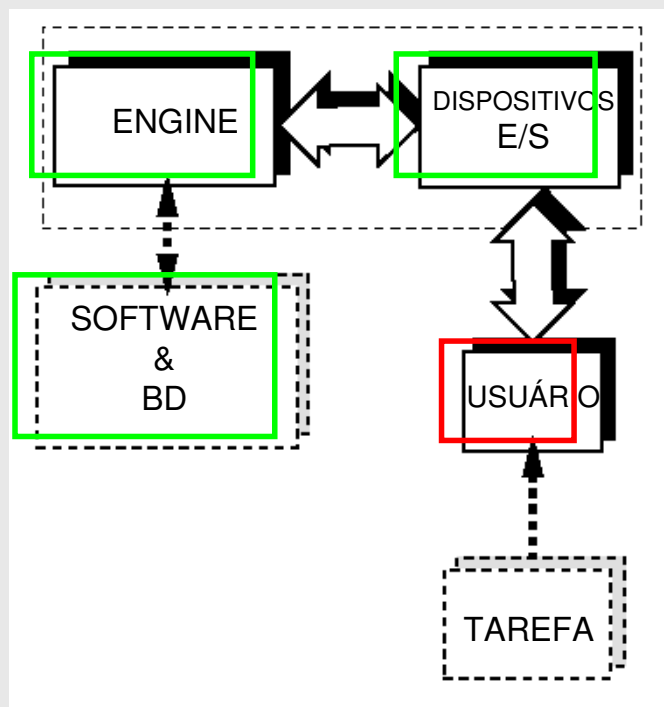 ENGINE
DISPOSITIVOS
E/S
SOFTWARE
&
BD
USUÁRIO
TAREFA